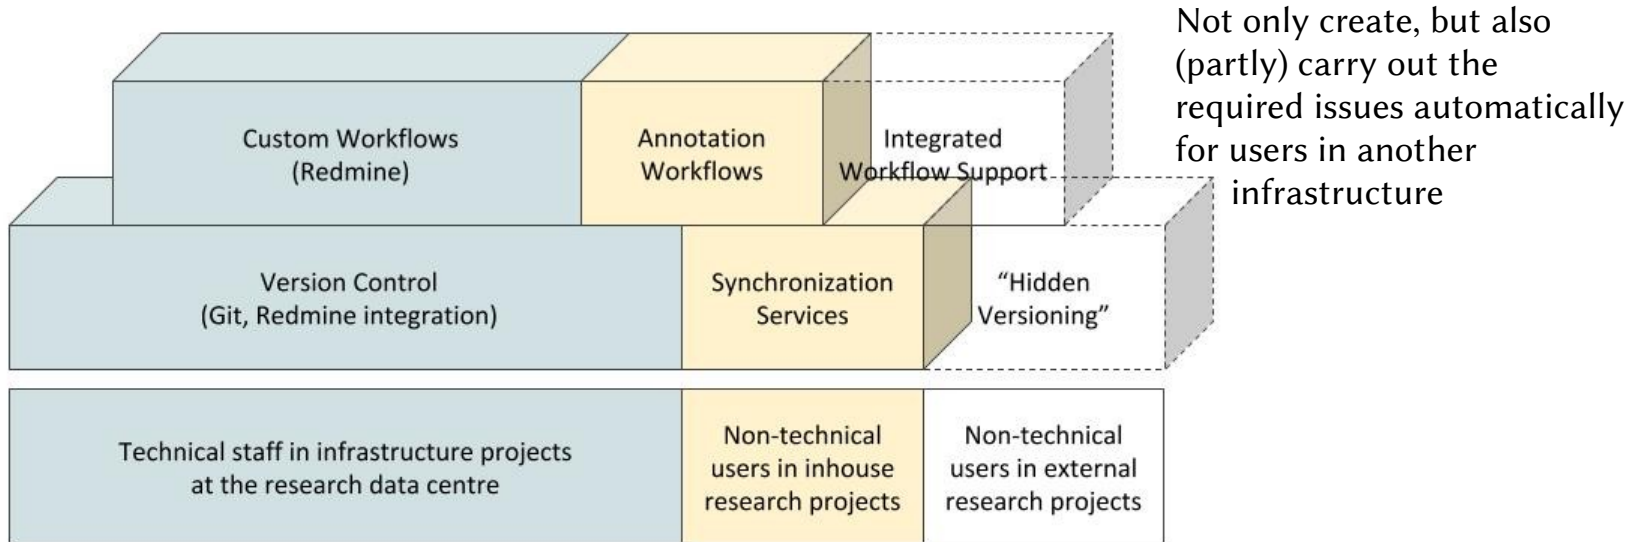 Not only create, but also
(partly) carry out the
required issues automatically
for users in another
infrastructure
Custom Workflows
(Redmine)
Annotation
Workflows
Integrated
Workflow Support
Version Control
(Git, Redmine integration)
Synchronization
Services
“Hidden
Versioning”
Technical staff in infrastructure projects
at the research data centre
Non-technical
users in inhouse
research projects
Non-technical
users in external
research projects